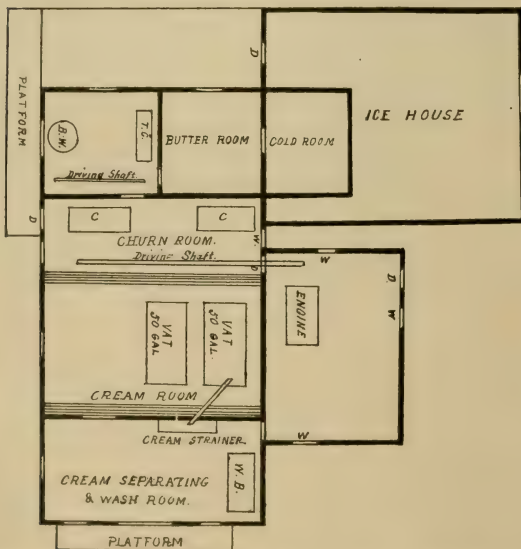 PLATFORM
D
ICE HOUSE
B.W.
T.C.
BUTTER ROOM
COLD ROOM
Driving Shaft.
D
C
C
W.
CHURN ROOM.
Driving Shaft.
D
W
D.
W
ENGINE
VAT
50 GAL
VAT
50 GAL.
CREAM ROOM
W
CREAM STRAINER.
CREAM SEPARATING
& WASH ROOM.
W.B.
PLATFORM